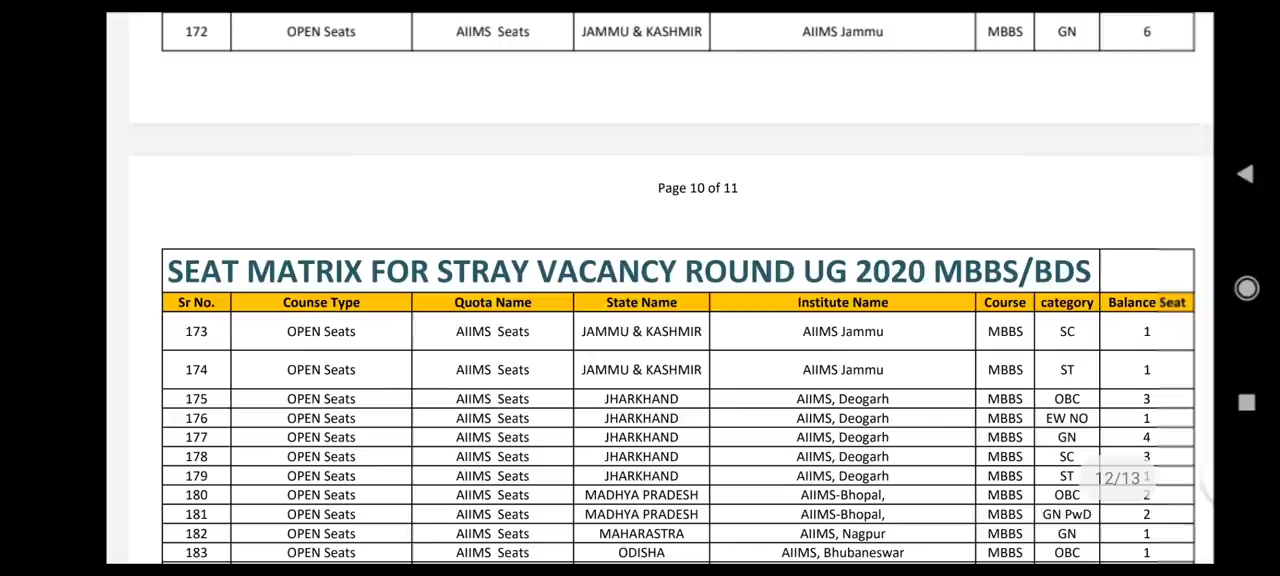 172 OPEN Seats AIIMS Seats JAMMU & KASHMIR AIIMS Jammu MBBS GN 6
Page 10 of 11
SEAT MATRIX FOR STRAY VACANCY ROUND UG 2020 MBBS/BDS
Sr No. Counse Type Quota Name State Name Institute Name Course category Balance Seat
173 OPEN Seats AIIMS Seats JAMMU & KASHMIR AIIMS Jammu MBBS SC 1
174 OPEN Seats AIIMS Seats JAMMU & KASHMIR AIIMS Jammu MBBS ST 1
175 OPEN Seats AIIMS Seats JHARKHAND AIIMS, Deogarh MBBS OBC 3
176 OPEN Seats AIIMS Seats JHARKHAND AIIMS, Deogarh MBBS EW NO 1
177 OPEN Seats AIIMS Seats JHARKHAND AIIMS, Deogarh MBBS GN 4
178 OPEN Seats AIIMS Seats JHARKHAND AIIMS, Deogarh MBBS SC 3
179 OPEN Seats AIIMS Seats JHARKHAND AIIMS, Deogarh MBBS ST 1
12/13
180 OPEN Seats AIIMS Seats MADHYA PRADESH AIIMS-Bhopal, MBBS OBC 2
181 OPEN Seats AIIMS Seats MADHYA PRADESH AIIMS-Bhopal, MBBS GN PwD 2
182 OPEN Seats AIIMS Seats MAHARASTRA AIIMS, Nagpur MBBS GN 1
183 OPEN Seats AIIMS Seats ODISHA AIIMS, Bhubaneswar MBBS OBC 1